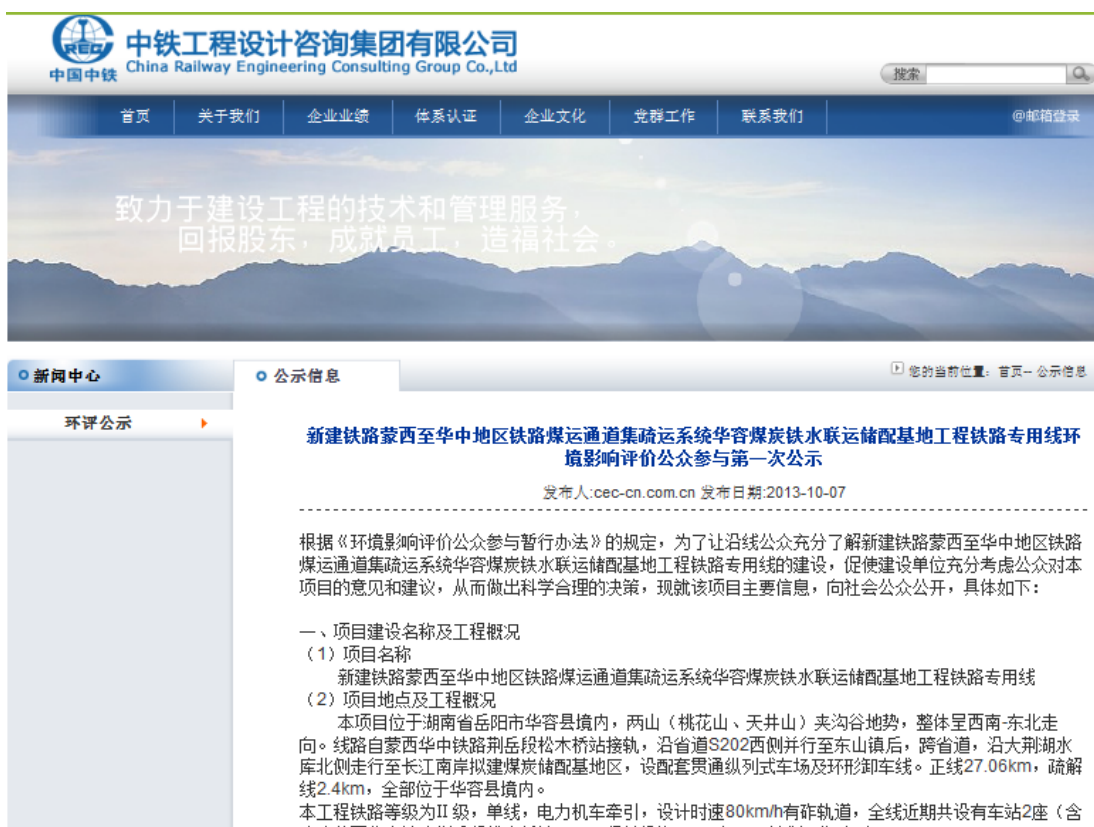 中铁工程设计咨询集团有限公司
China Railway Engineering Consulting Group Co.,Ltd
CREC
中国中铁
搜索
首页 关于我们 企业业绩 体系认证 企业文化 党群工作 联系我们 @邮箱登录
致力于建设工程的技术和管理服务,
回报股东,成就员工,造福社会。
新闻中心
公示信息
您的当前位置:首页-- 公示信息
环评公示
新建铁路蒙西至华中地区铁路煤运通道集疏运系统华容煤炭铁水联运储配基地工程铁路专用线环
境影响评价公众参与第一次公示
发布人:cec-cn.com.cn 发布日期:2013-10-07
根据《环境影响评价公众参与暂行办法》的规定,为了让沿线公众充分了解新建铁路蒙西至华中地区铁路
煤运通道集疏运系统华容煤炭铁水联运储配基地工程铁路专用线的建设,促使建设单位充分考虑公众对本
项目的意见和建议,从而做出科学合理的决策,现就该项目主要信息,向社会公众公开,具体如下:
一、项目建设名称及工程概况
(1)项目名称
新建铁路蒙西至华中地区铁路煤运通道集疏运系统华容煤炭铁水联运储配基地工程铁路专用线
(2)项目地点及工程概况
本项目位于湖南省岳阳市华容县境内,两山(桃花山、天井山)夹沟谷地势,整体呈西南-东北走
向。线路自蒙西华中铁路荆岳段松木桥站接轨,沿省道S202西侧并行至东山镇后,跨省道,沿大荆湖水
库北侧走行至长江南岸拟建煤炭储配基地区,设配套贯通纵列式车场及环形卸车线。正线27.06km,疏解
线2.4km,全部位于华容县境内。
本工程铁路等级为II级,单线,电力机车牵引,设计时速80km/h有砟轨道,全线近期共设有车站2座(含